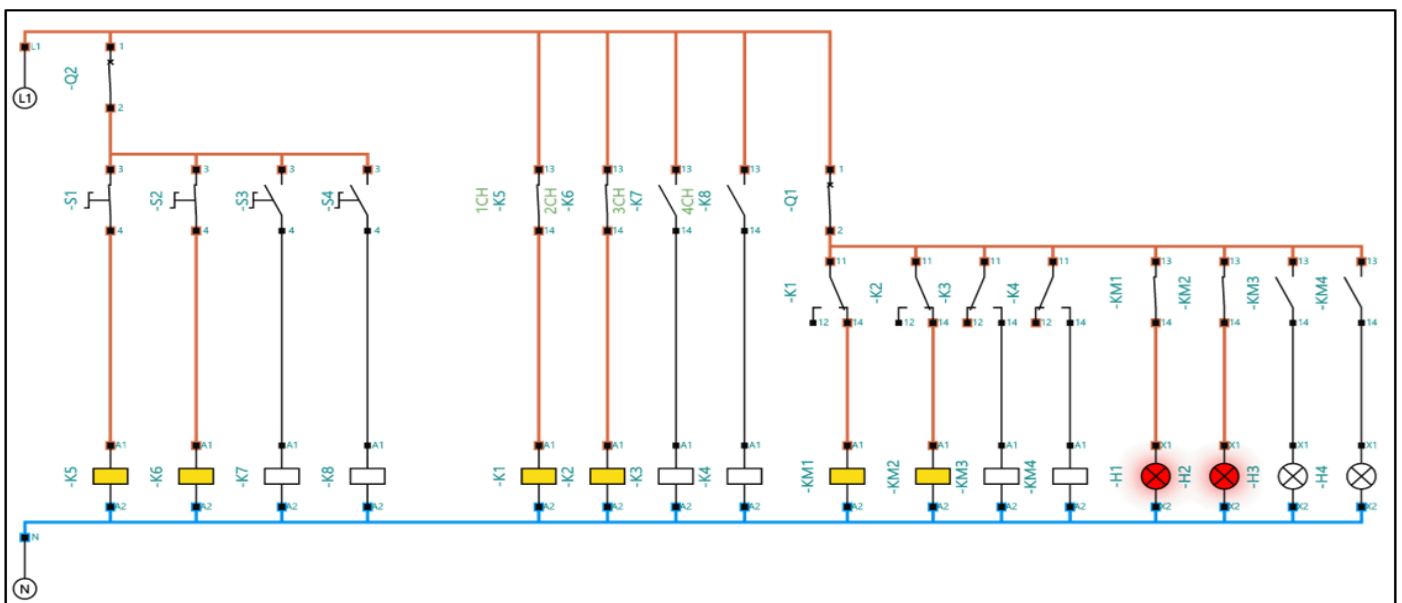 L1 1
-Q2
L1
2
3 3 3 3 13 13 13 13 1
-S1 -S2 -S3 -S4 1CH -K5 2CH -K6 3CH -K7 4CH -K8 -Q1
4 4 4 4 14 14 14 14 2
11 11 11 11 13 13 13 13
-K1 -K2 -K3 -K4 -KM1 -KM2 -KM3 -KM4
12 14 12 14 12 14 12 14 14 14 14 14
A1 A1 A1 A1 A1 A1 A1 A1 A1 A1 A1 A1 X1 X1 X1 X1
-K5 -K6 -K7 -K8 -K1 -K2 -K3 -K4 -KM1 -KM2 -KM3 -KM4 -H1 -H2 -H3 -H4
A2 A2 A2 A2 A2 A2 A2 A2 A2 A2 A2 A2 X2 X2 X2 X2
N
N